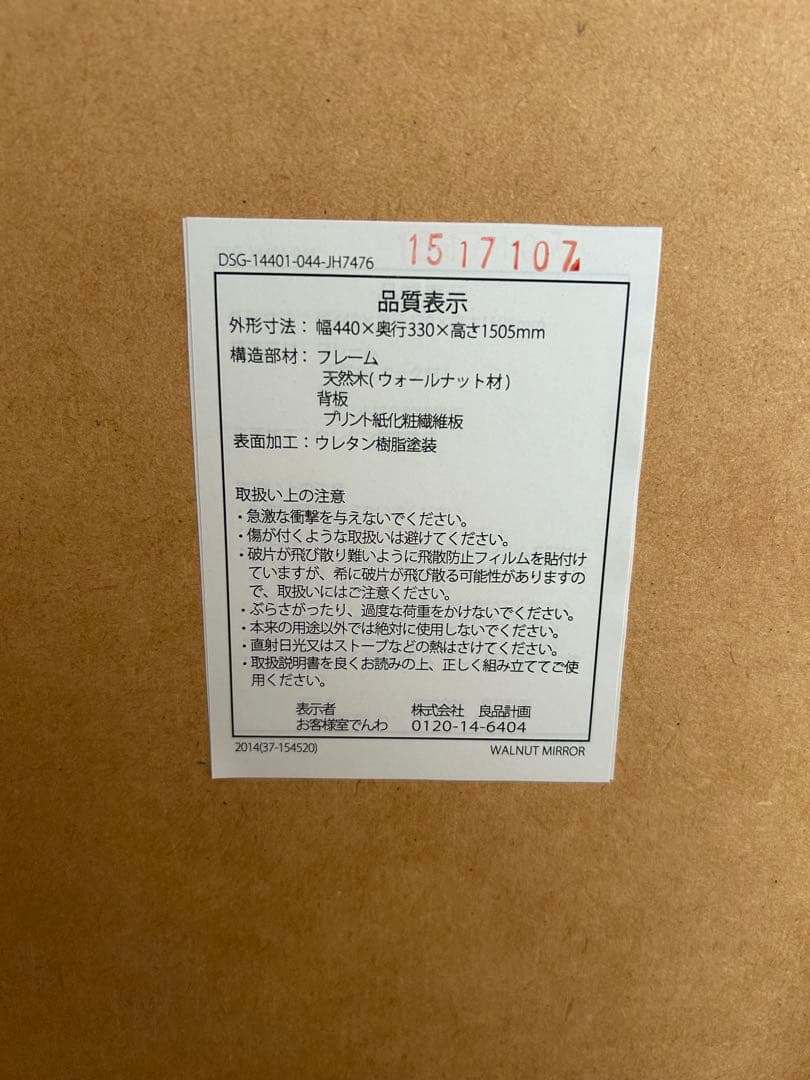 DSG-14401-044-JH7476
1517107
品質表示
外形寸法：幅440×奥行330×高さ1505mm
構造部材：フレーム
天然木(ウォールナット材)
背板
プリント紙化粧繊維板
表面加工：ウレタン樹脂塗装
取扱い上の注意
・急激な衝撃を与えないでください。
・傷が付くような取扱いは避けてください。
・破片が飛び散り難いように飛散防止フィルムを貼付け
ていますが、希に破片が飛び散る可能性がありますの
で、取扱いにはご注意ください。
・ぶらさがったり、過度な荷重をかけないでください。
・本来の用途以外では絶対に使用しないでください。
・直射日光又はストーブなどの熱はさけてください。
・取扱説明書を良くお読みの上、正しく組み立ててご使
用ください。
表示者 株式会社 良品計画
お客様室でんわ 0120-14-6404
2014(37-154520) WALNUT MIRROR